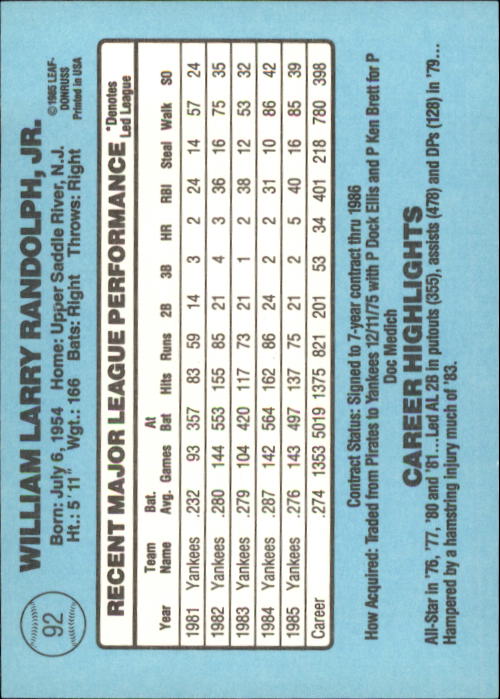 92
WILLIAM LARRY RANDOLPH, JR.
Born: July 6, 1954 Home: Upper Saddle River, N.J.
Ht.: 5'11" Wgt.: 166 Bats: Right Throws: Right
©1985 LEAF-
DONRUSS
Printed in USA
RECENT MAJOR LEAGUE PERFORMANCE
*Denotes
Led League
Year Team Name Bat. Avg. Games At Bat Hits Runs 2B 3B HR RBI Steal Walk SO
1981 Yankees .232 93 357 83 59 14 3 2 24 14 57 24
1982 Yankees .280 144 553 155 85 21 4 3 36 16 75 35
1983 Yankees .279 104 420 117 73 21 1 2 38 12 53 32
1984 Yankees .287 142 564 162 86 24 2 2 31 10 86 42
1985 Yankees .276 143 497 137 75 21 2 5 40 16 85 39
Career .274 1353 5019 1375 821 201 53 34 401 218 780 398
Contract Status: Signed to 7-year contract thru 1986
How Acquired: Traded from Pirates to Yankees 12/11/75 with P Dock Ellis and P Ken Brett for P
Doc Medich
CAREER HIGHLIGHTS
All-Star in '76, '77, '80 and '81...Led AL 2B in putouts (355), assists (478) and DPs (128) in '79...
Hampered by a hamstring injury much of '83.